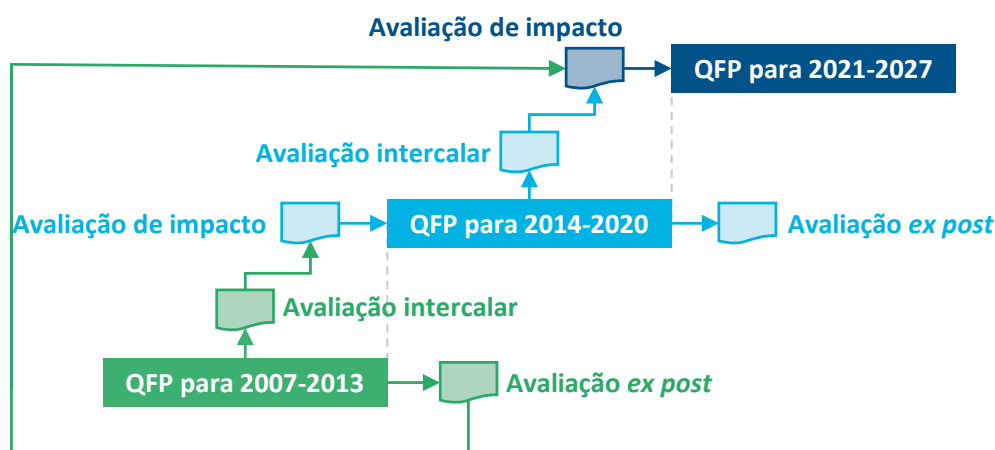 Avaliação de impacto
QFP para 2021-2027
Avaliação intercalar
Avaliação de impacto
QFP para 2014-2020
Avaliação ex post
Avaliação intercalar
QFP para 2007-2013
Avaliação ex post